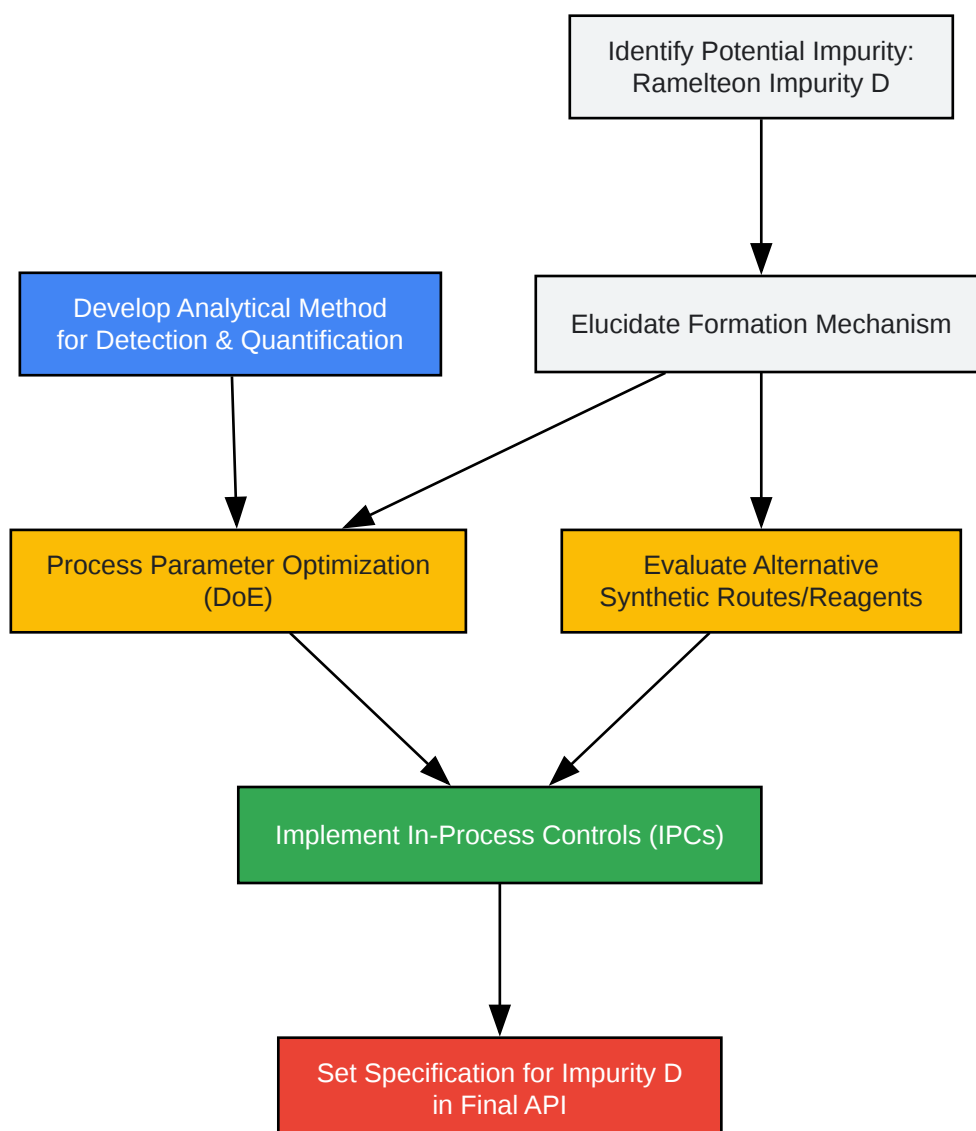 Identify Potential Impurity:
Ramelteon Impurity D
Develop Analytical Method
for Detection & Quantification
Elucidate Formation Mechanism
Process Parameter Optimization
(DoE)
Evaluate Alternative
Synthetic Routes/Reagents
Implement In-Process Controls (IPCs)
Set Specification for Impurity D
in Final API